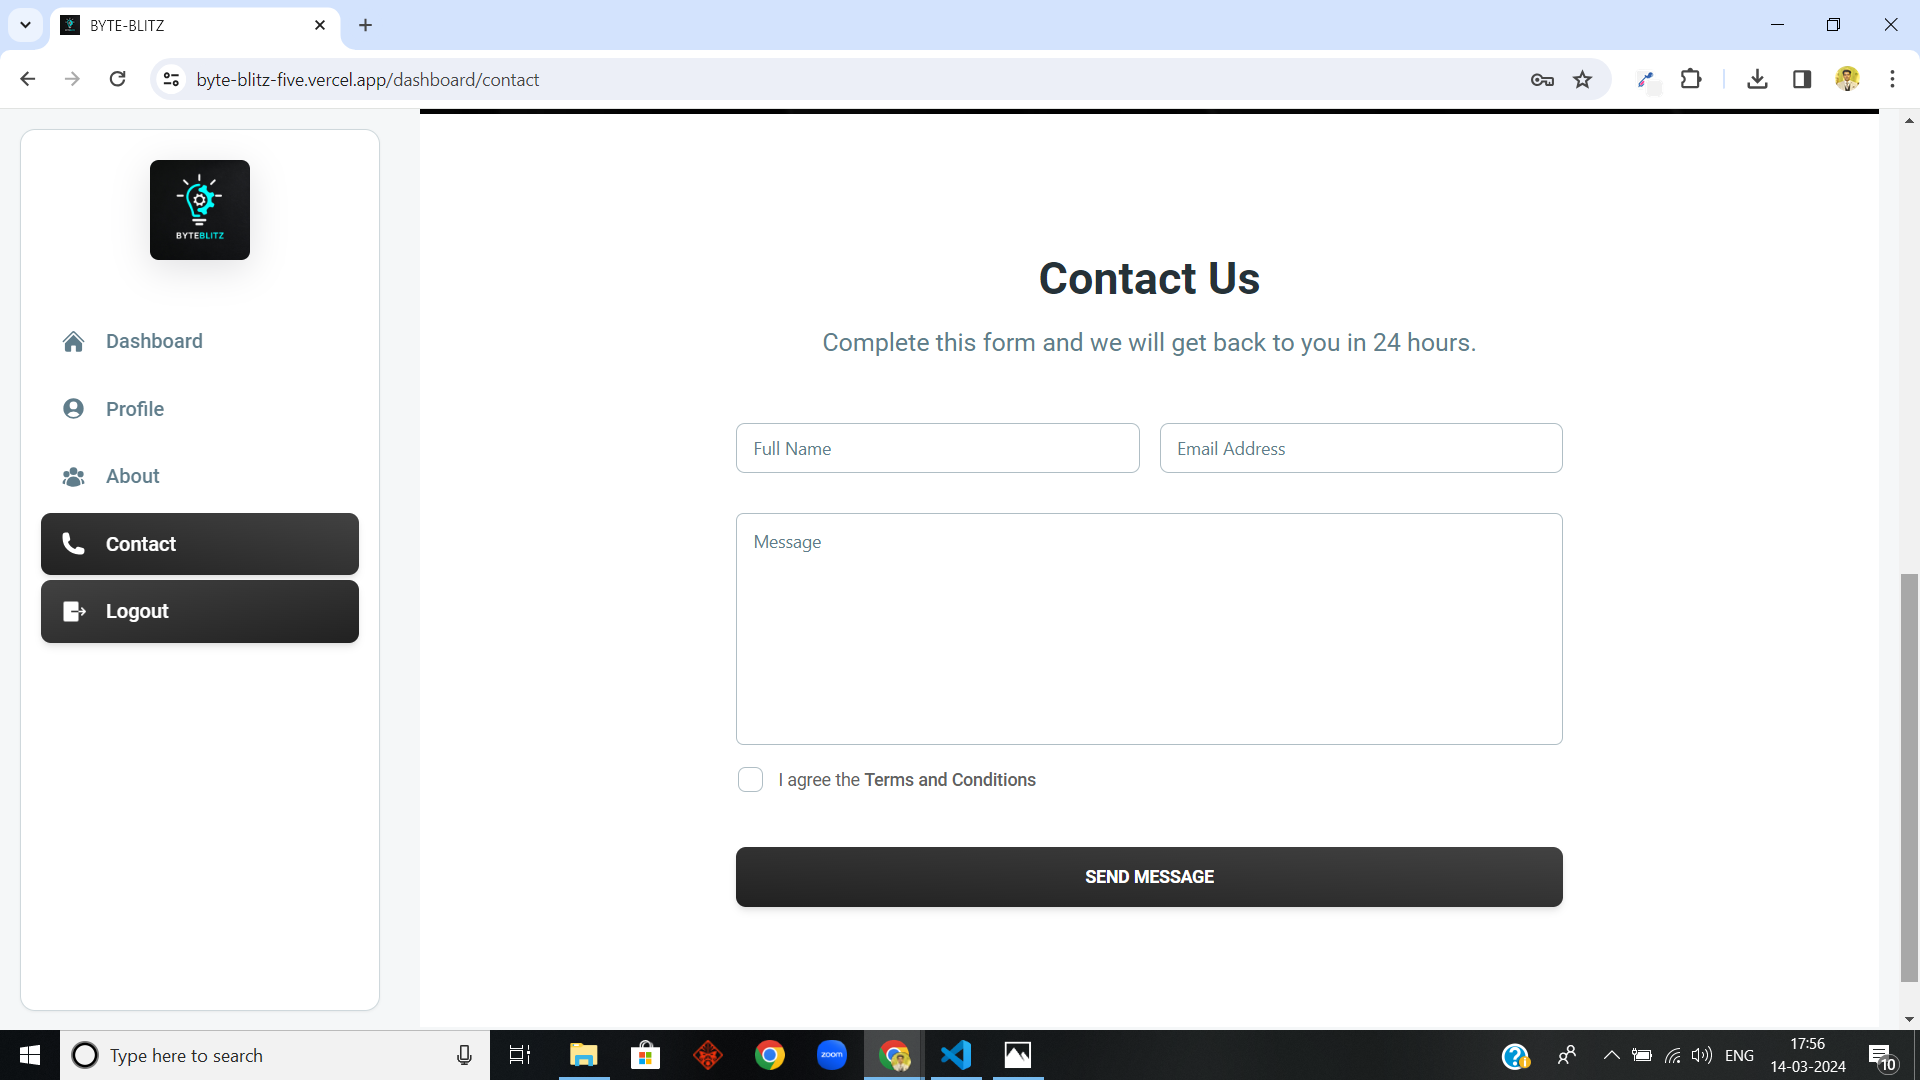 BYTE-BLITZ
byte-blitz-five.vercel.app/dashboard/contact
BYTEBLITZ
Dashboard
Profile
About
Contact
Logout
Contact Us
Complete this form and we will get back to you in 24 hours.
Full Name
Email Address
Message
I agree the Terms and Conditions
SEND MESSAGE
Type here to search
zoom
ENG
17:56
14-03-2024
10